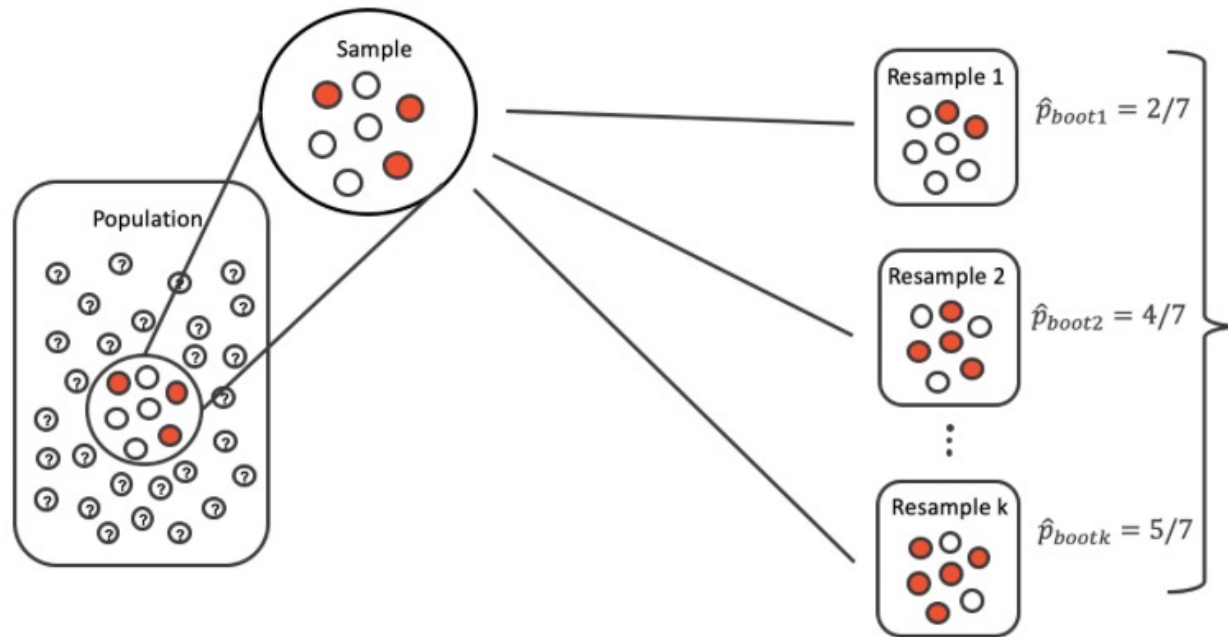 Sample
Population
? ? ? ? ? ? ? ? ? ? ? ? ? ? ? ? ? ? ? ? ? ? ? ? ? ? ? ?
Resample 1
p̂boot1 = 2/7
Resample 2
p̂boot2 = 4/7
⋮
Resample k
p̂bootk = 5/7